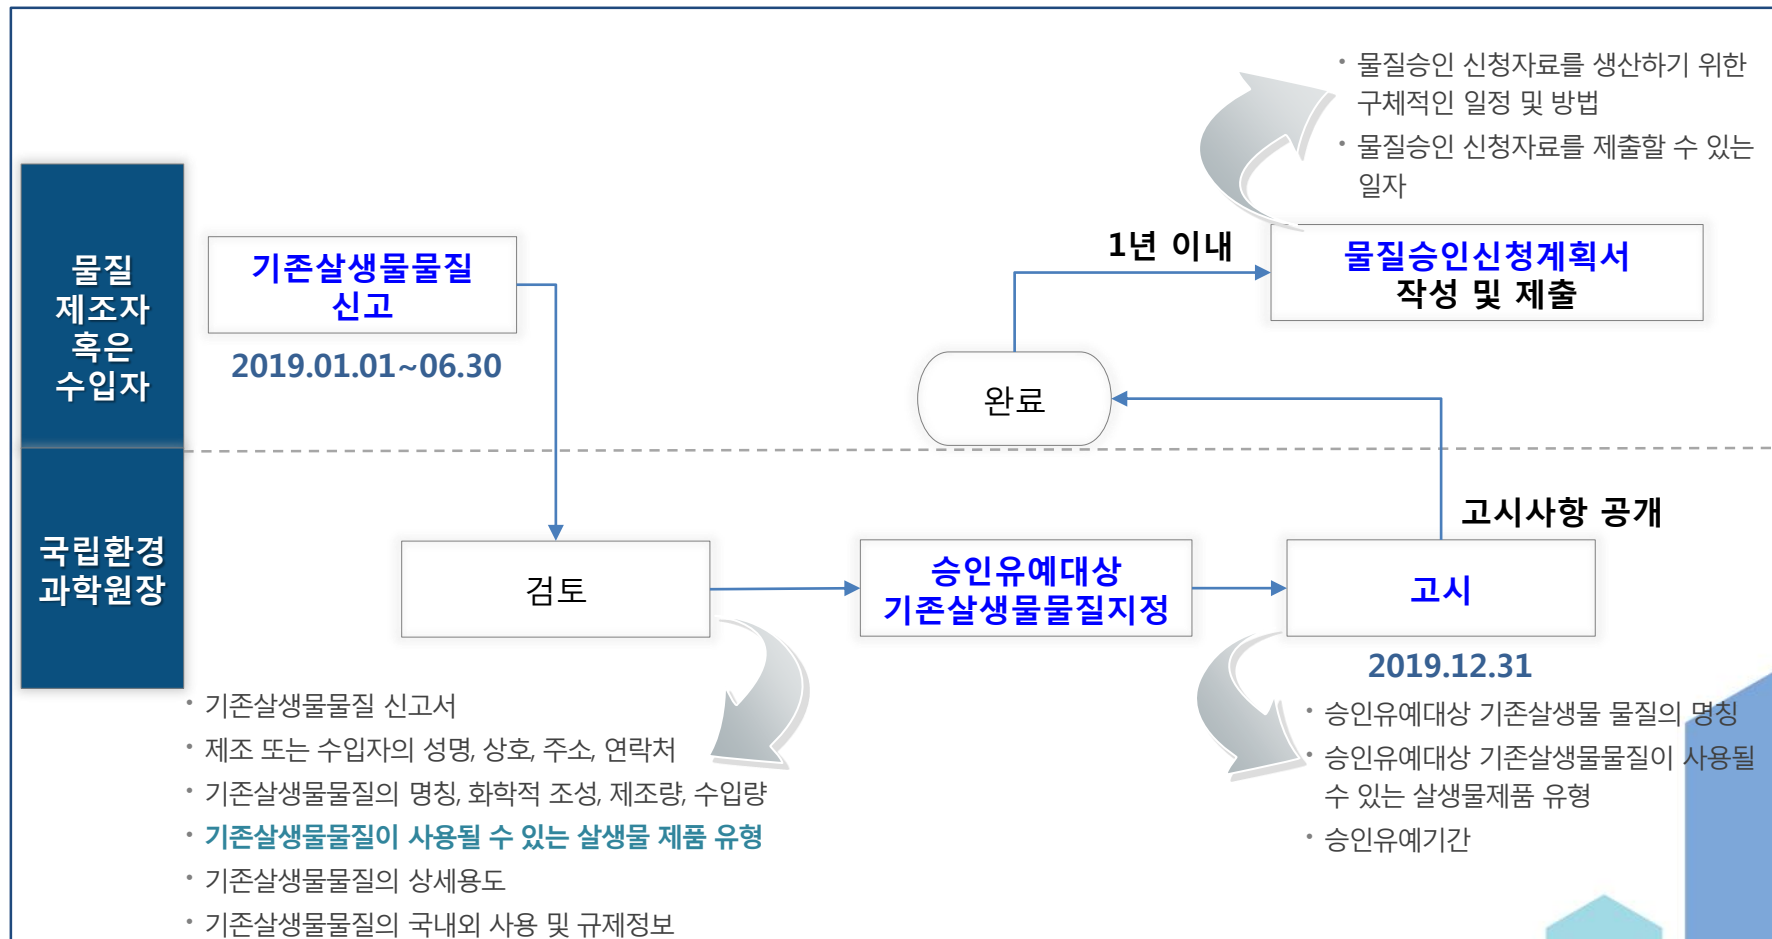 · 물질승인 신청자료를 생산하기 위한
구체적인 일정 및 방법
· 물질승인 신청자료를 제출할 수 있는
일자
물질
제조자
혹은
수입자
기존살생물물질
신고
2019.01.01~06.30
1년 이내
물질승인신청계획서
작성 및 제출
완료
고시사항 공개
국립환경
과학원장
검토
승인유예대상
기존살생물물질지정
고시
2019.12.31
· 기존살생물물질 신고서
· 제조 또는 수입자의 성명, 상호, 주소, 연락처
· 기존살생물물질의 명칭, 화학적 조성, 제조량, 수입량
· 기존살생물물질이 사용될 수 있는 살생물 제품 유형
· 기존살생물물질의 상세용도
· 기존살생물물질의 국내외 사용 및 규제정보
· 승인유예대상 기존살생물 물질의 명칭
· 승인유예대상 기존살생물물질이 사용될
수 있는 살생물제품 유형
· 승인유예기간